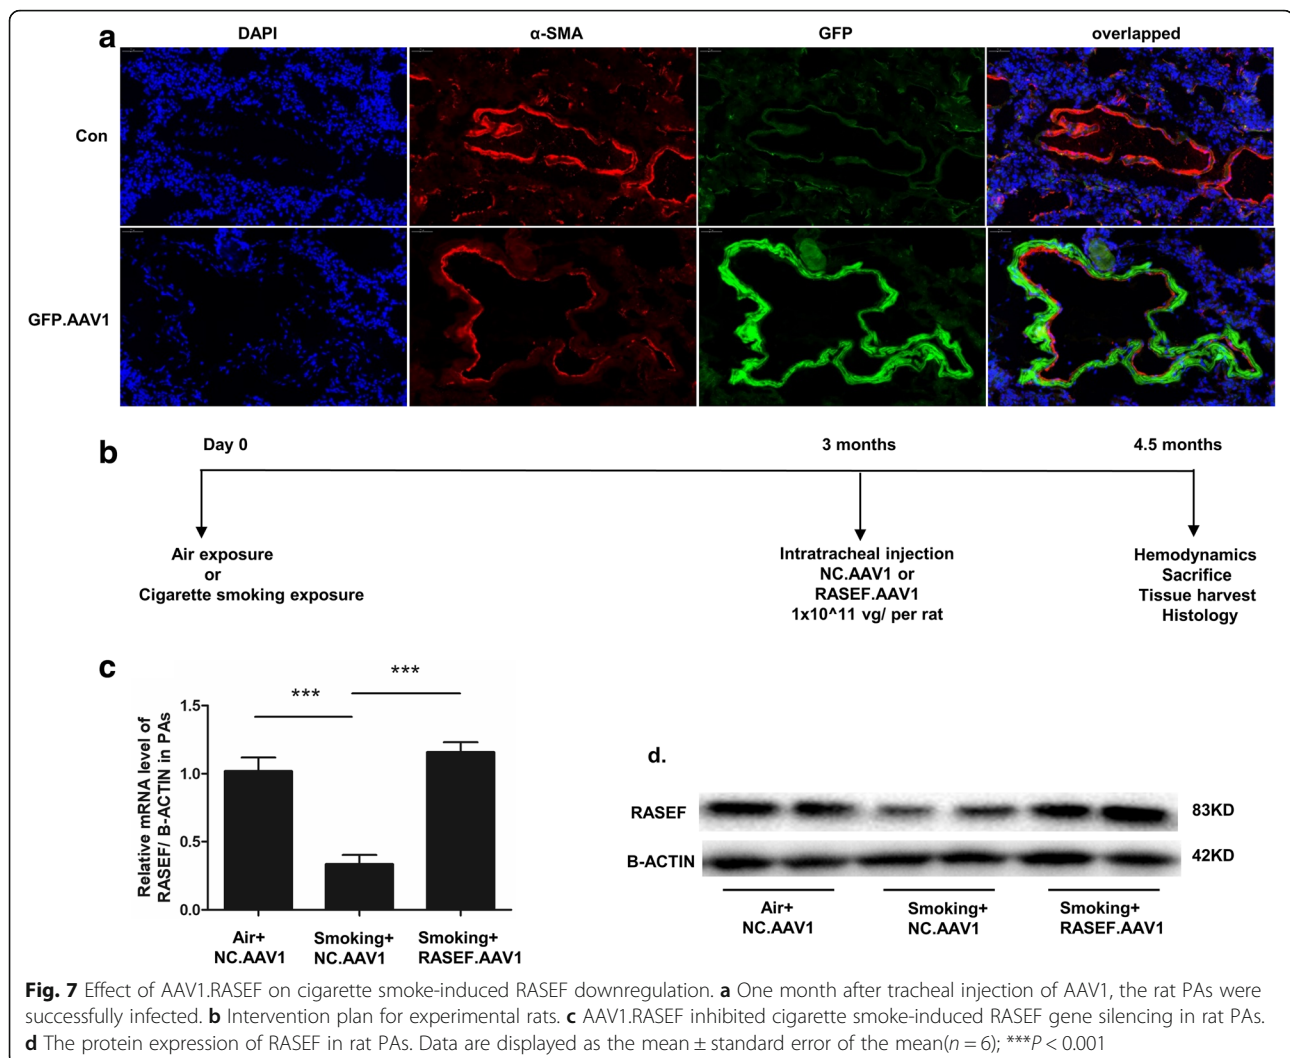 a
DAPI
α-SMA
GFP
overlapped
Con
GFP.AAV1
b
Day 0
3 months
4.5 months
Air exposure
or
Cigarette smoking exposure
Intratracheal injection
NC.AAV1 or
RASEF.AAV1
1x10^11 vg/ per rat
Hemodynamics
Sacrifice
Tissue harvest
Histology
c
Relative mRNA level of
RASEF/ B-ACTIN in PAs
1.5
1.0
0.5
0.0
***
***
Air+
NC.AAV1
Smoking+
NC.AAV1
Smoking+
RASEF.AAV1
d.
RASEF
83KD
B-ACTIN
42KD
Air+
NC.AAV1
Smoking+
NC.AAV1
Smoking+
RASEF.AAV1
Fig. 7 Effect of AAV1.RASEF on cigarette smoke-induced RASEF downregulation. a One month after tracheal injection of AAV1, the rat PAs were
successfully infected. b Intervention plan for experimental rats. c AAV1.RASEF inhibited cigarette smoke-induced RASEF gene silencing in rat PAs.
d The protein expression of RASEF in rat PAs. Data are displayed as the mean ± standard error of the mean(n = 6); ***P < 0.001